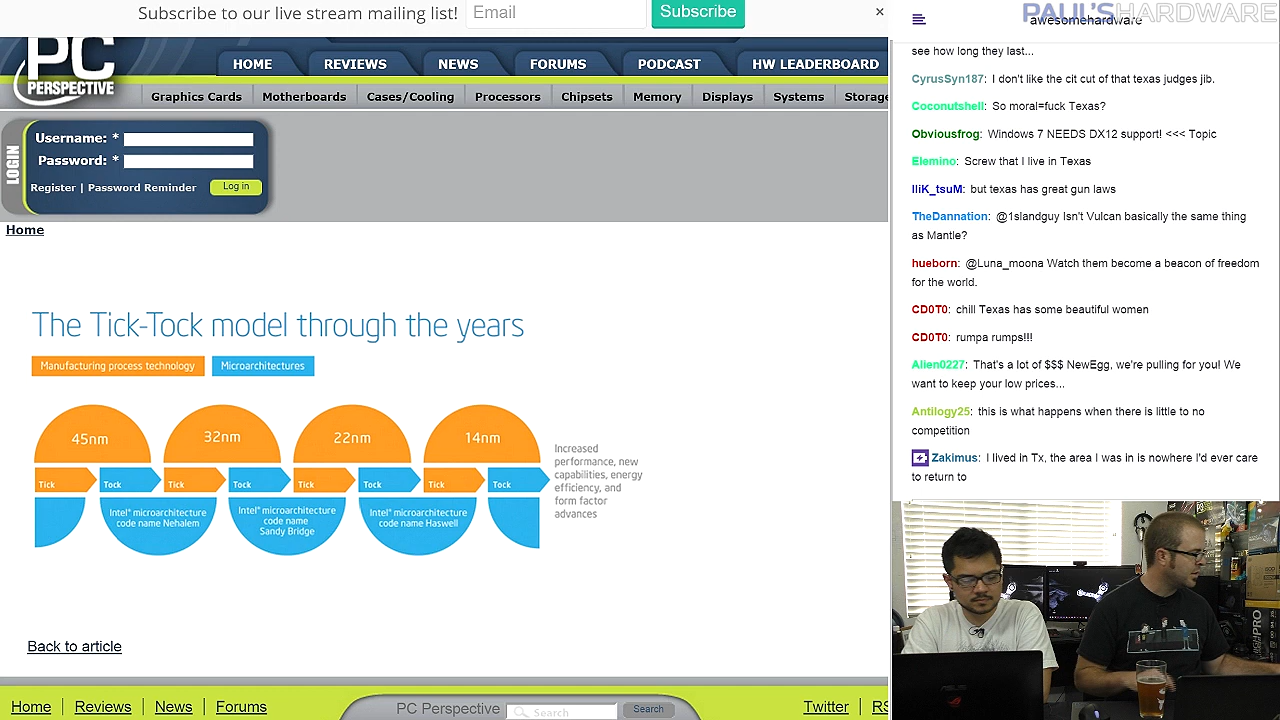 Subscribe to our live stream mailing list!
Email
Subscribe
×
PC
PERSPECTIVE
HOME
REVIEWS
NEWS
FORUMS
PODCAST
HW LEADERBOARD
Graphics Cards
Motherboards
Cases/Cooling
Processors
Chipsets
Memory
Displays
Systems
Storage
LOGIN
Username: *
Password: *
Register | Password Reminder
Log in
Home
The Tick-Tock model through the years
Manufacturing process technology
Microarchitectures
45nm
32nm
22nm
14nm
Tick
Tock
Tick
Tock
Tick
Tock
Tick
Tock
Intel® microarchitecture
code name Nehalem
Intel® microarchitecture
code name
Sandy Bridge
Intel® microarchitecture
code name Haswell
Increased
performance, new
capabilities, energy
efficiency, and
form factor
advances
Back to article
Home | Reviews | News | Forums
PC Perspective
Search
Search
Twitter | RS
PAUL'SHARDWARE
awesomehardware
see how long they last...
CyrusSyn187: I don't like the cit cut of that texas judges jib.
Coconutshell: So moral=fuck Texas?
Obviousfrog: Windows 7 NEEDS DX12 support! <<< Topic
Elemino: Screw that I live in Texas
IliK_tsuM: but texas has great gun laws
TheDannation: @1slandguy Isn't Vulcan basically the same thing
as Mantle?
hueborn: @Luna_moona Watch them become a beacon of freedom
for the world.
CD0T0: chill Texas has some beautiful women
CD0T0: rumpa rumps!!!
Alien0227: That's a lot of $$$ NewEgg, we're pulling for you! We
want to keep your low prices...
Antilogy25: this is what happens when there is little to no
competition
Zakimus: I lived in Tx, the area I was in is nowhere I'd ever care
to return to